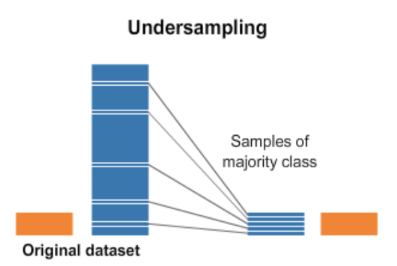 Undersampling
Samples of
majority class
Original dataset